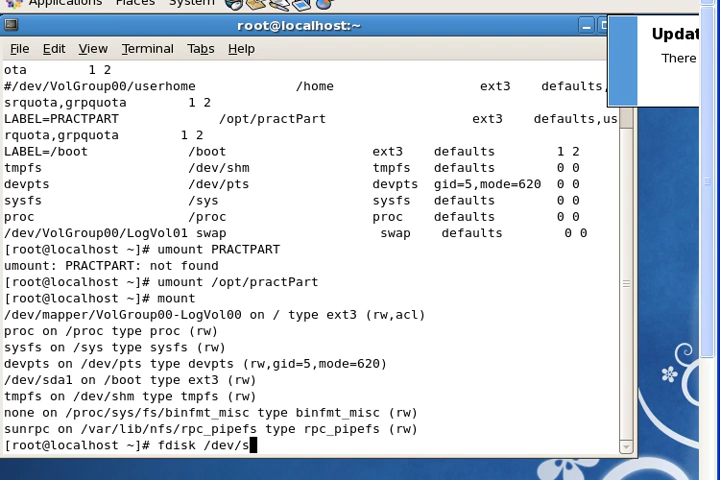 Applications Places System
root@localhost:~
File Edit View Terminal Tabs Help
ota 1 2
#/dev/VolGroup00/userhome /home ext3 defaults,
srquota,grpquota 1 2
LABEL=PRACTPART /opt/practPart ext3 defaults,us
rquota,grpquota 1 2
LABEL=/boot /boot ext3 defaults 1 2
tmpfs /dev/shm tmpfs defaults 0 0
devpts /dev/pts devpts gid=5,mode=620 0 0
sysfs /sys sysfs defaults 0 0
proc /proc proc defaults 0 0
/dev/VolGroup00/LogVol01 swap swap defaults 0 0
[root@localhost ~]# umount PRACTPART
umount: PRACTPART: not found
[root@localhost ~]# umount /opt/practPart
[root@localhost ~]# mount
/dev/mapper/VolGroup00-LogVol00 on / type ext3 (rw,acl)
proc on /proc type proc (rw)
sysfs on /sys type sysfs (rw)
devpts on /dev/pts type devpts (rw,gid=5,mode=620)
/dev/sda1 on /boot type ext3 (rw)
tmpfs on /dev/shm type tmpfs (rw)
none on /proc/sys/fs/binfmt_misc type binfmt_misc (rw)
sunrpc on /var/lib/nfs/rpc_pipefs type rpc_pipefs (rw)
[root@localhost ~]# fdisk /dev/s
Updat
There